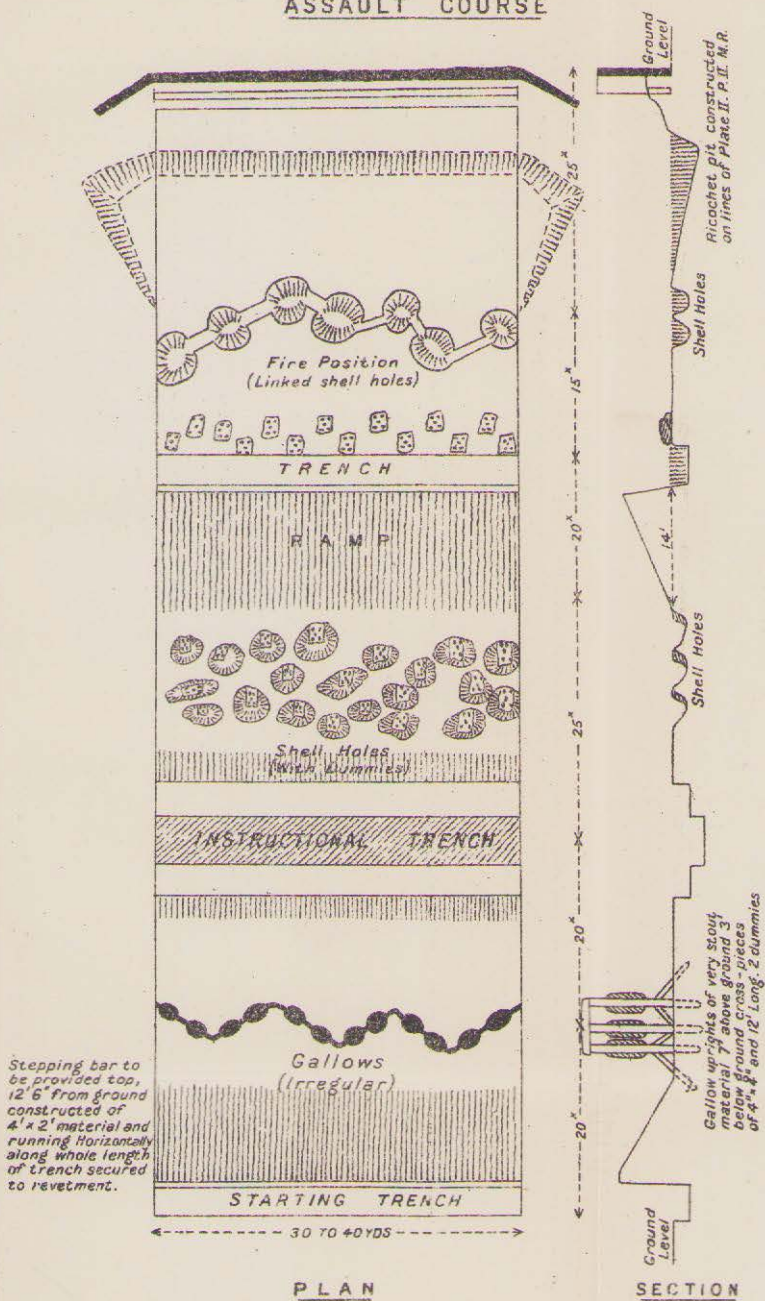 ASSAULT COURSE
Fire Position
(Linked shell holes)
TRENCH
RAMP
Shell Holes
(With Dummies)
INSTRUCTIONAL TRENCH
Gallows
(Irregular)
STARTING TRENCH
30 TO 40 YDS
PLAN
Stepping bar to
be provided top,
12'6" from ground
constructed of
4' x 2' material and
running Horizontally
along whole length
of trench secured
to revetment.
25ˣ
15ˣ
20ˣ
25ˣ
20ˣ
20ˣ
Ground
Level
Ricochet pit constructed
on lines of Plate II. P.II. M.R.
Shell Holes
14'
Shell Holes
Gallow uprights of very stout
material 7' above ground 3'
below ground cross-pieces
of 4" x 4" and 12' Long. 2 dummies
Ground
Level
SECTION